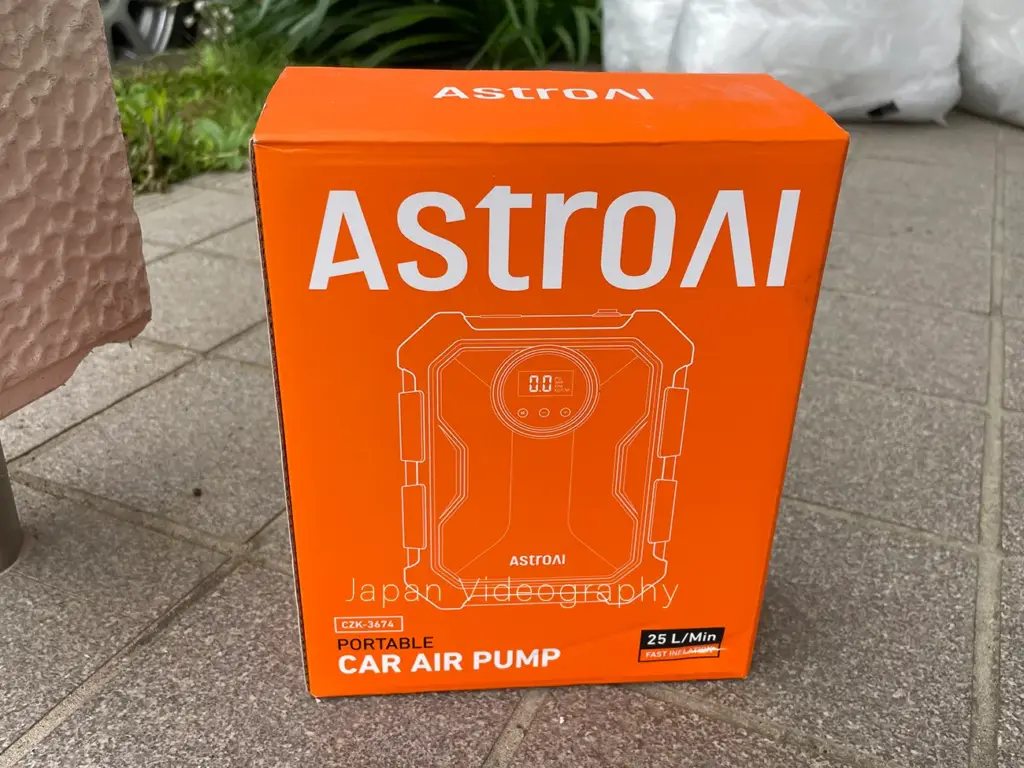 AstroAI
AstroAI
0.0
AstroAI
Japan Videography
CZK-3674
PORTABLE
CAR AIR PUMP
25 L/Min
FAST INFLATION